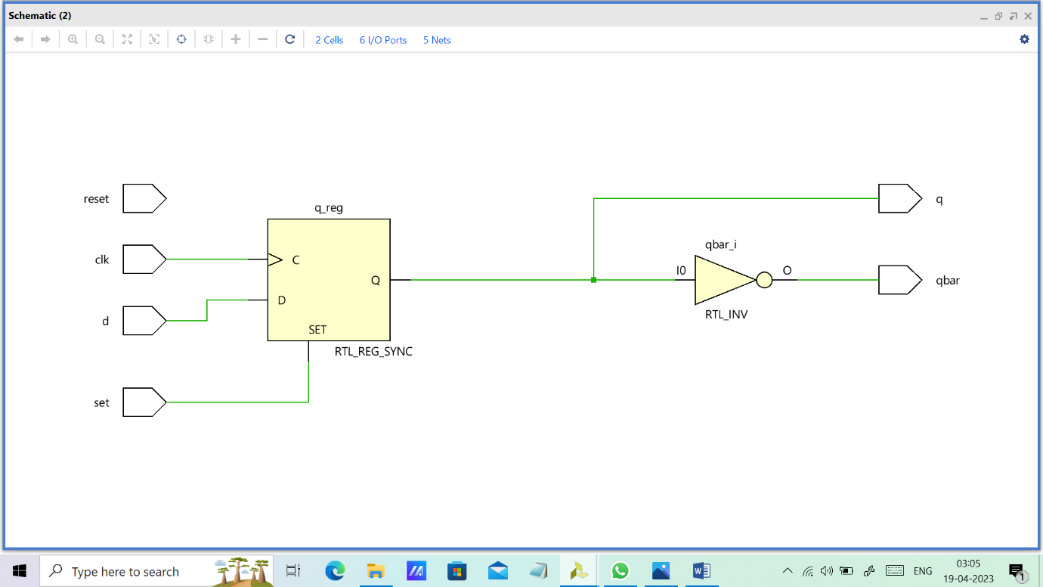 Schematic (2)
2 Cells 6 I/O Ports 5 Nets
reset
q_reg
q
clk
C
qbar_i
I0
O
Q
qbar
D
d
SET
RTL_INV
RTL_REG_SYNC
set
Type here to search
ENG
03:05
19-04-2023
1